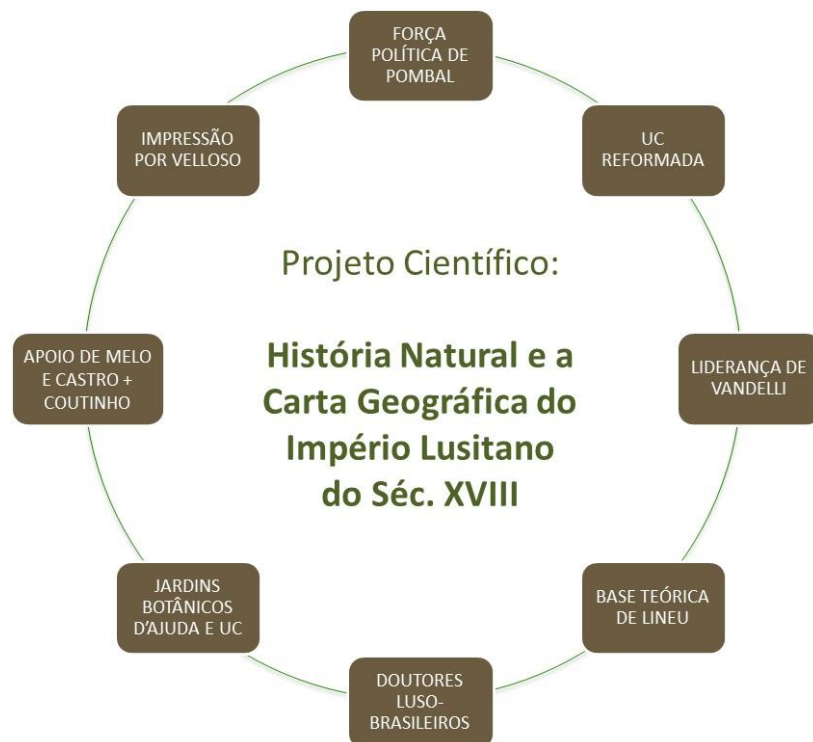 FORÇA
POLÍTICA DE
POMBAL
UC
REFORMADA
LIDERANÇA DE
VANDELLI
BASE TEÓRICA
DE LINEU
DOUTORES
LUSO-
BRASILEIROS
JARDINS
BOTÂNICOS
D'AJUDA E UC
APOIO DE MELO
E CASTRO +
COUTINHO
IMPRESSÃO
POR VELLOSO
Projeto Científico:
História Natural e a
Carta Geográfica do
Império Lusitano
do Séc. XVIII